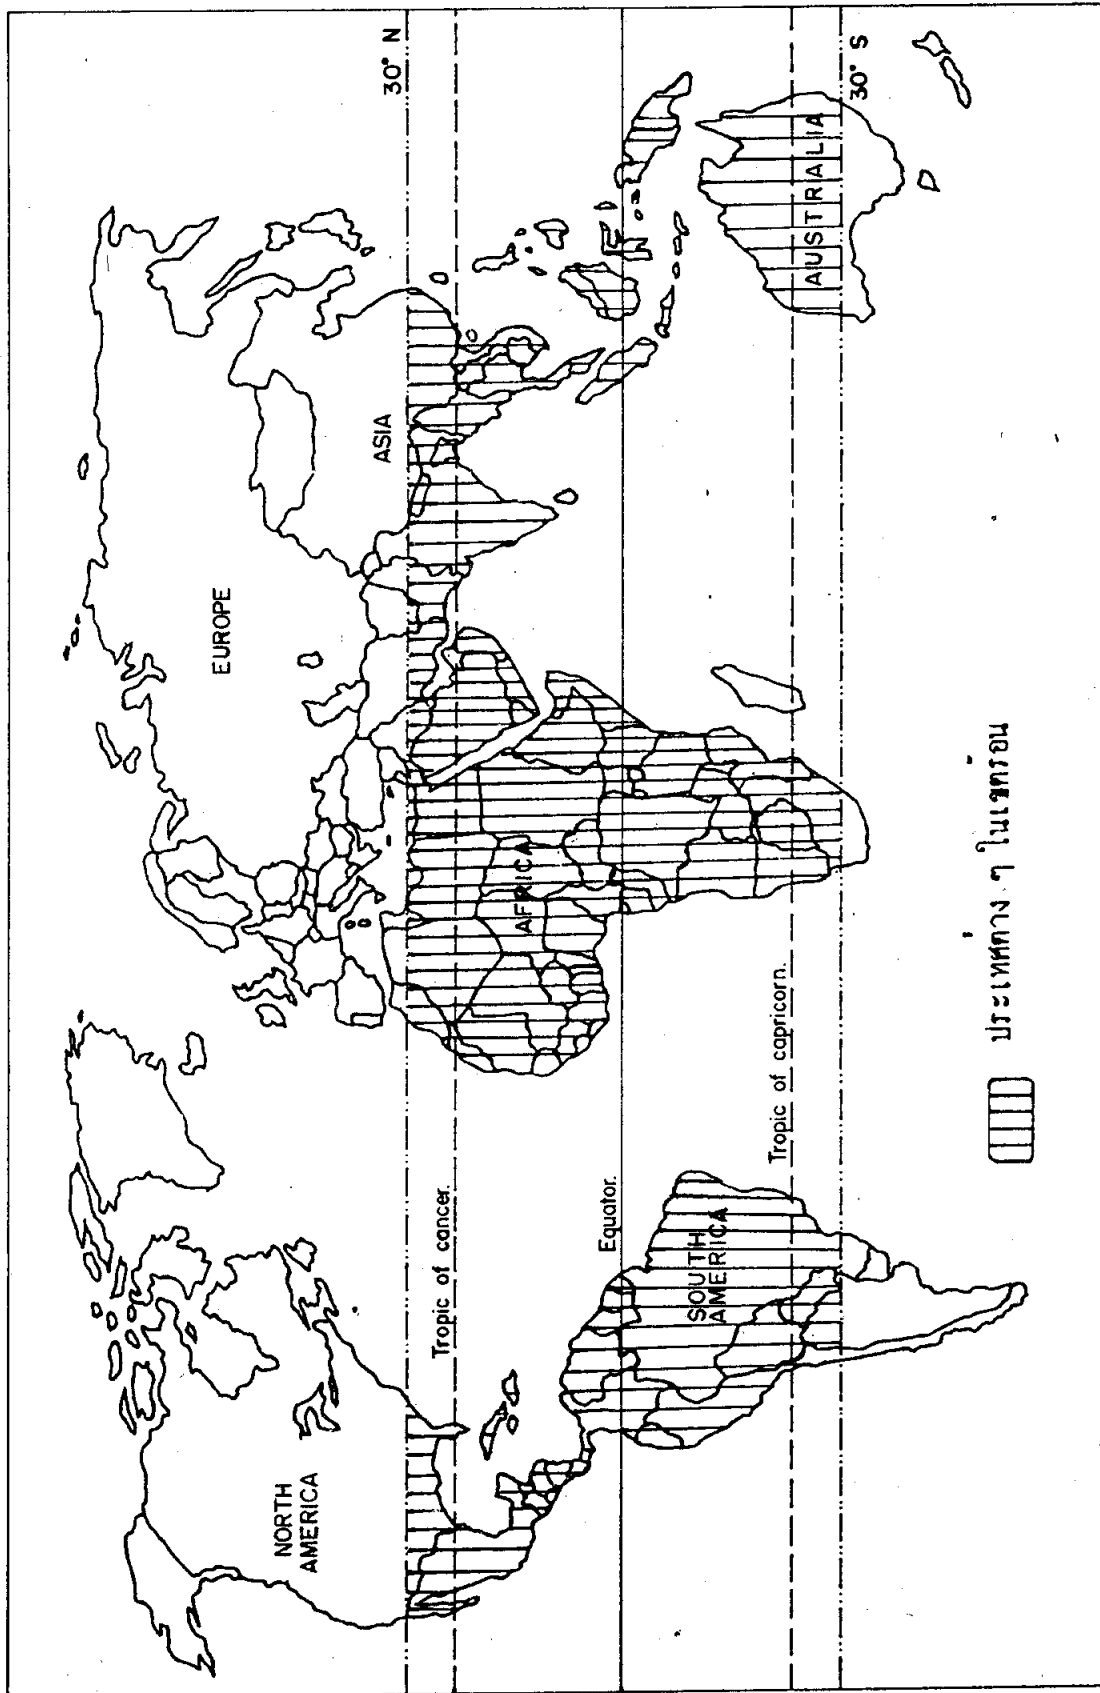 30° N
EUROPE
ASIA
NORTH
AMERICA
Tropic of cancer.
AFRICA
Equator.
SOUTH
AMERICA
Tropic of capricorn.
AUSTRALIA
30° S
ประเทศต่าง ๆ ในเขตร้อน